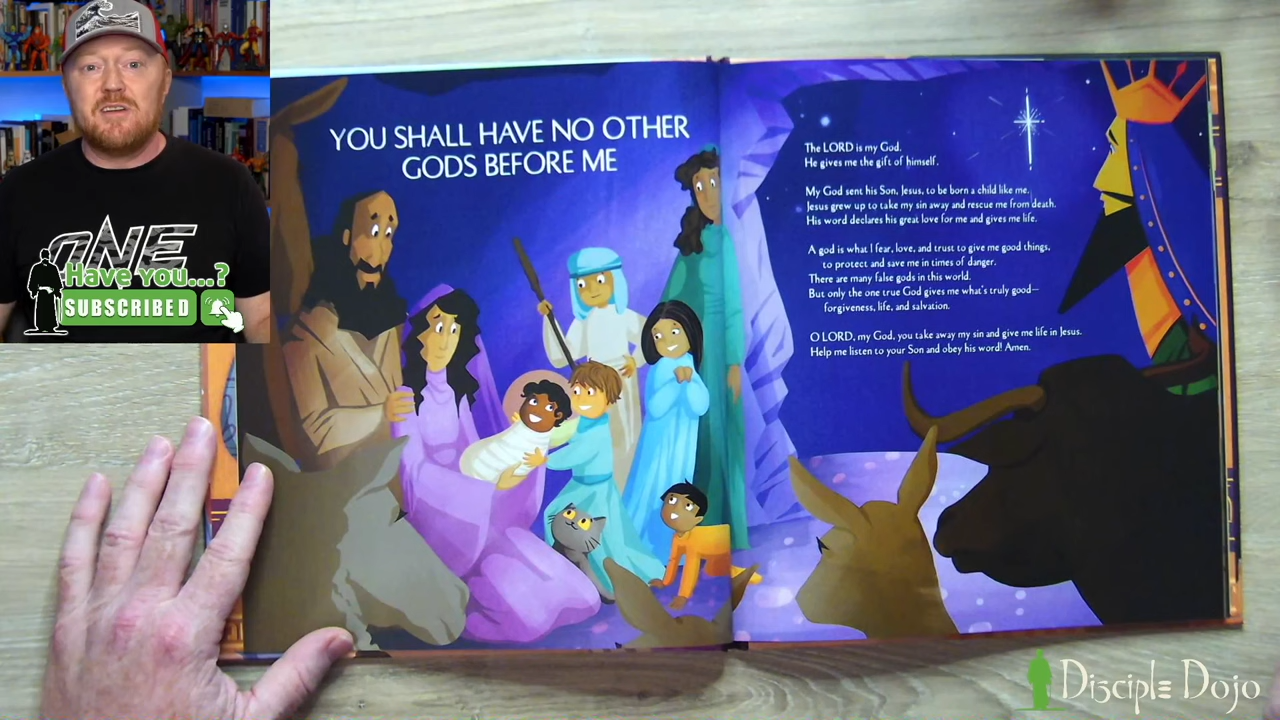 YOU SHALL HAVE NO OTHER
GODS BEFORE ME
The LORD is my God.
He gives me the gift of himself.
My God sent his Son, Jesus, to be born a child like me.
Jesus grew up to take my sin away and rescue me from death.
His word declares his great love for me and gives me life.
A god is what I fear, love, and trust to give me good things,
to protect and save me in times of danger.
There are many false gods in this world.
But only the one true God gives me what's truly good—
forgiveness, life, and salvation.
O LORD, my God, you take away my sin and give me life in Jesus.
Help me listen to your Son and obey his word! Amen.
ONE
Have you...?
SUBSCRIBED
Disciple Dojo